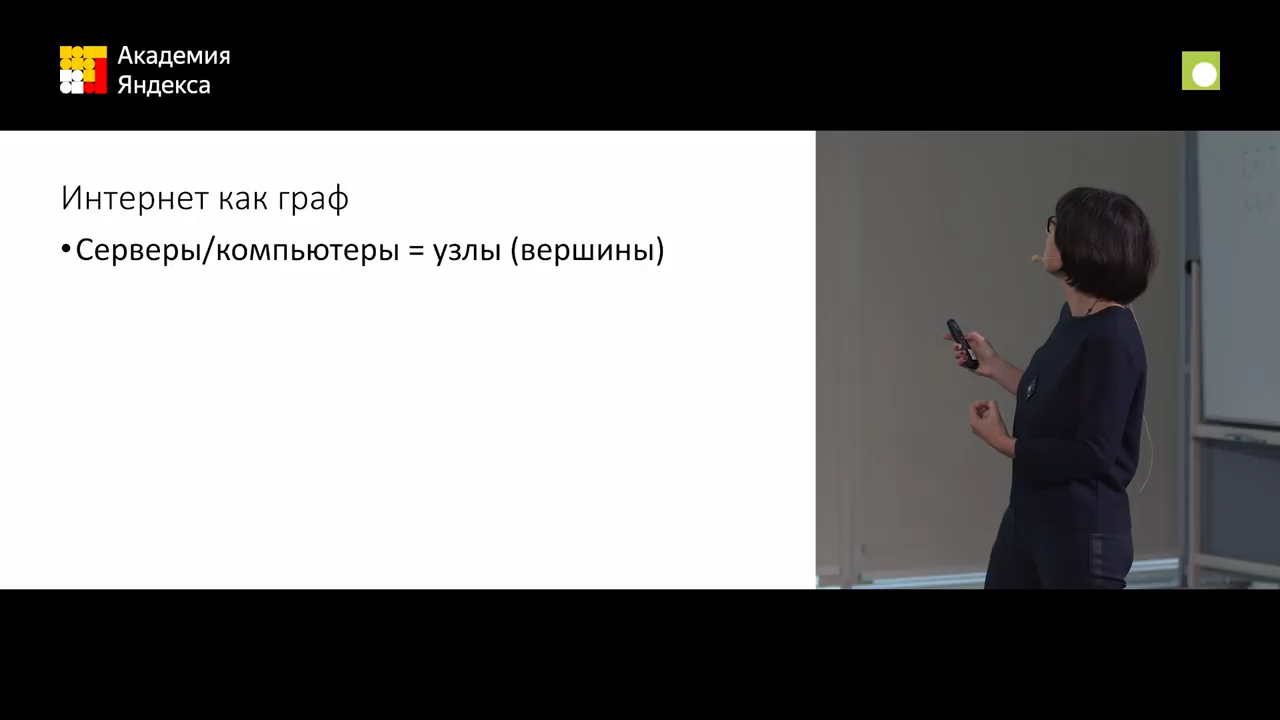 Академия
Яндекса
Интернет как граф
•Серверы/компьютеры = узлы (вершины)